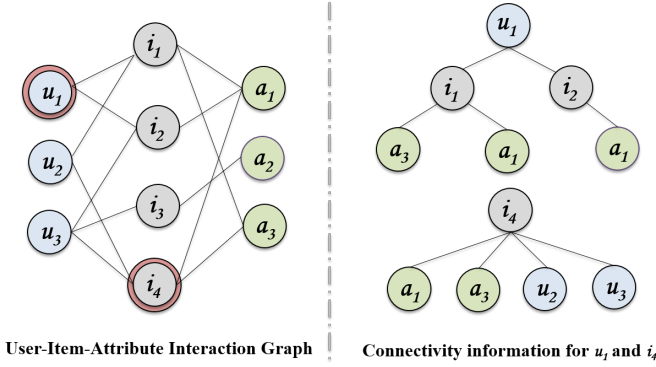 u1
i1
i2
a3
a1
a1
i4
a1
a3
u2
u3
i1
u1
a1
i2
u2
a2
i3
u3
a3
i4
User-Item-Attribute Interaction Graph
Connectivity information for u1 and i4